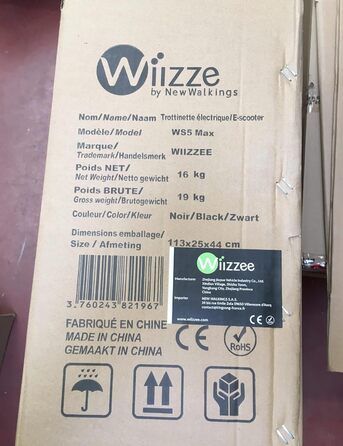 Wiizze
by NewWalkings
Nom/Name/Naam Trottinette électrique/E-scooter
Modèle/Model WS5 Max
Marque/
Trademark/Handelsmerk WIIZZEE
Poids NET/
Net Weight/Netto gewicht 16 kg
Poids BRUTE/
Gross weight/Brutogewicht 19 kg
Couleur/Color/Kleur Noir/Black/Zwart
Dimensions emballage/
Size / Afmeting 113x25x44 cm
Wiizzee
Manufacturer
Importer
NEW WALKINGS S.A.S.
www.wiizzee.com
CE
3 760243 821967
FABRIQUÉ EN CHINE
MADE IN CHINA
GEMAAKT IN CHINA
CE
RoHS